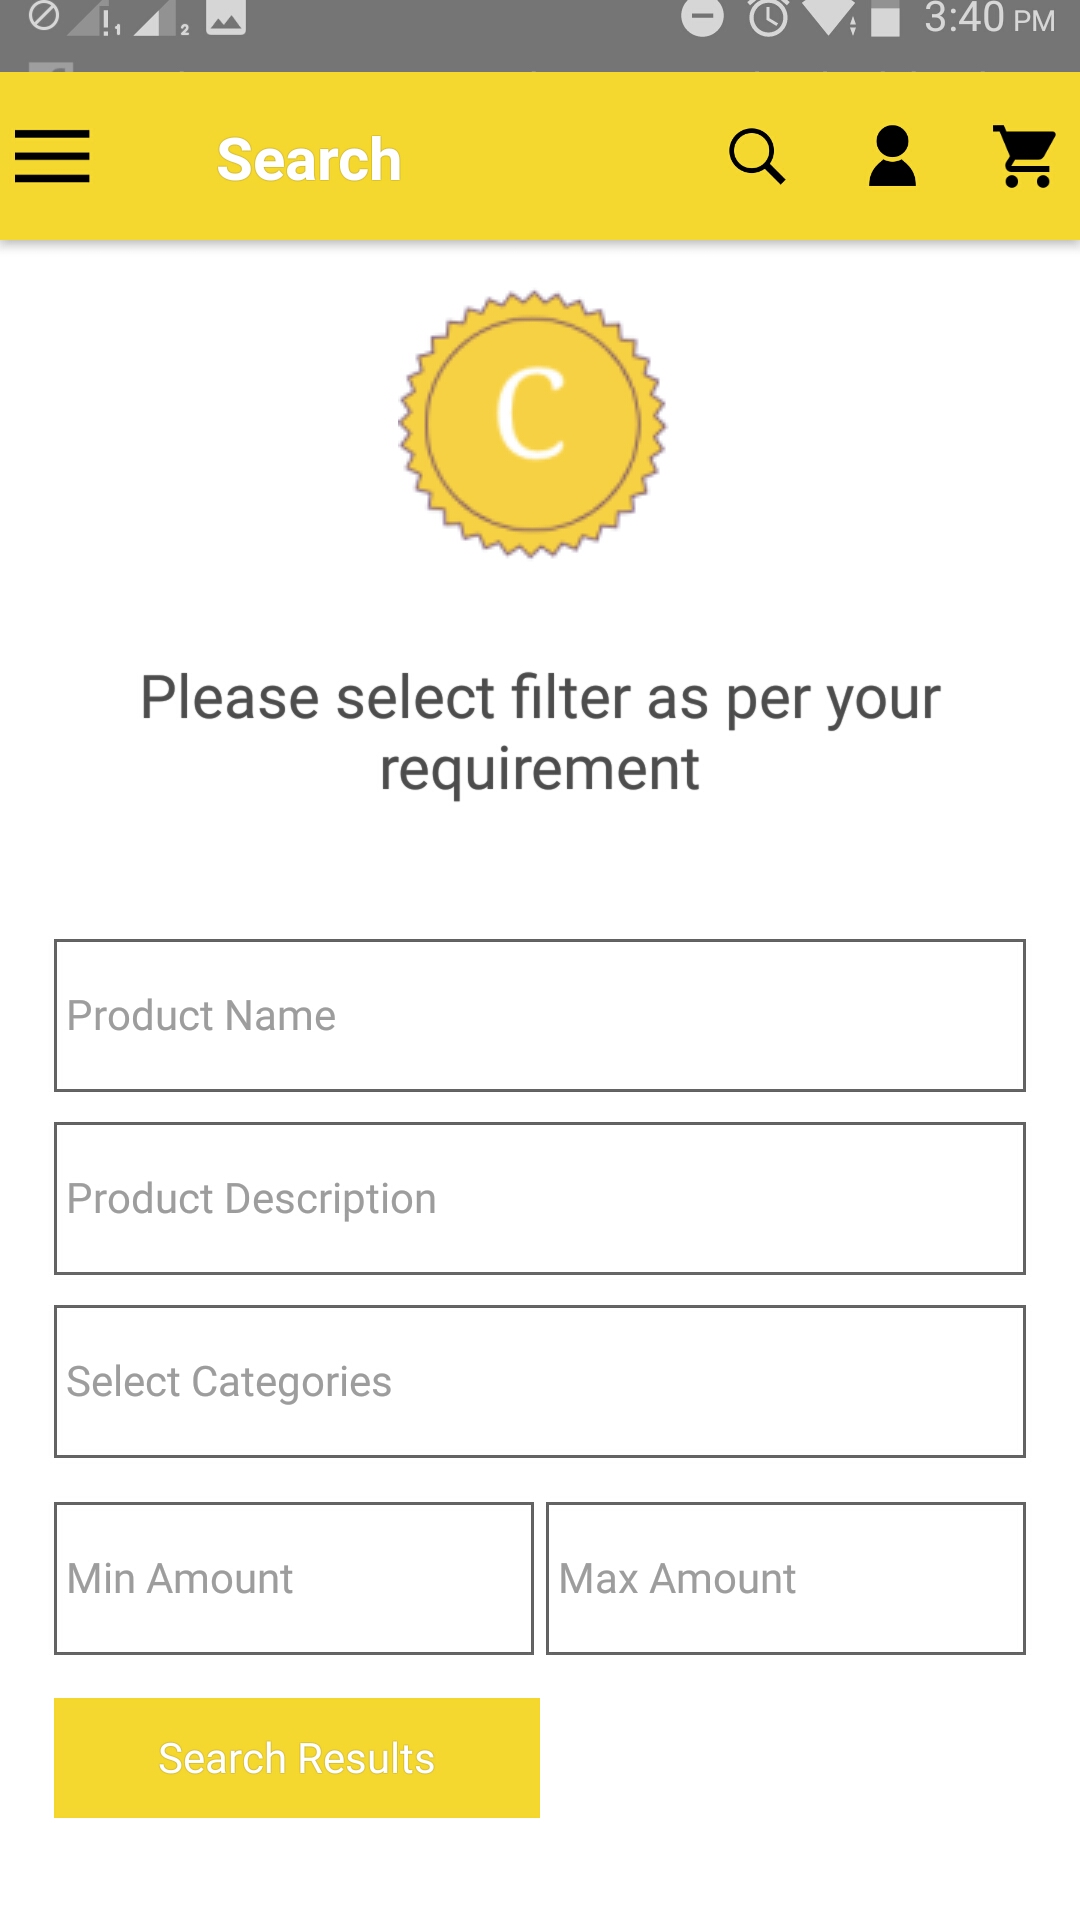 3:40 PM
Search
C
Please select filter as per your
requirement
Product Name
Product Description
Select Categories
Min Amount
Max Amount
Search Results